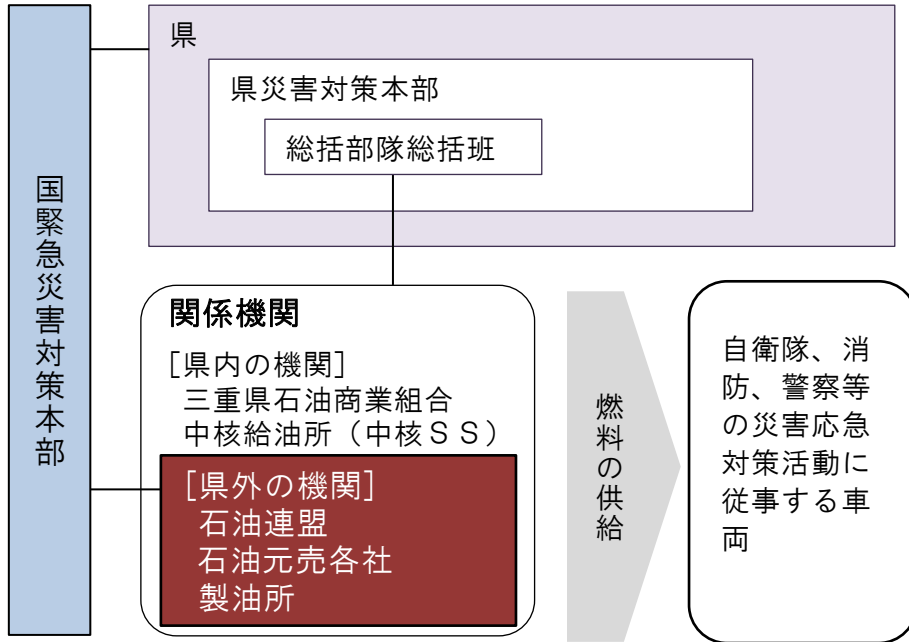 国緊急災害対策本部
県
県災害対策本部
総括部隊総括班
関係機関
[県内の機関]
三重県石油商業組合
中核給油所（中核ＳＳ）
[県外の機関]
石油連盟
石油元売各社
製油所
燃料の供給
自衛隊、消
防、警察等
の災害応急
対策活動に
従事する車
両